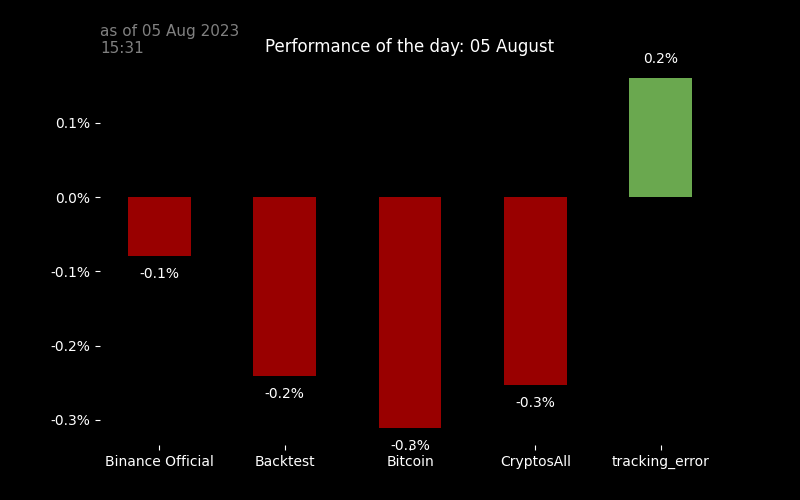 as of 05 Aug 2023
15:31
Performance of the day: 05 August
0.2%
0.1%
0.0%
-0.1%
-0.1%
-0.2%
-0.2%
-0.3%
-0.3%
-0.3%
Binance Official
Backtest
Bitcoin
CryptosAll
tracking_error